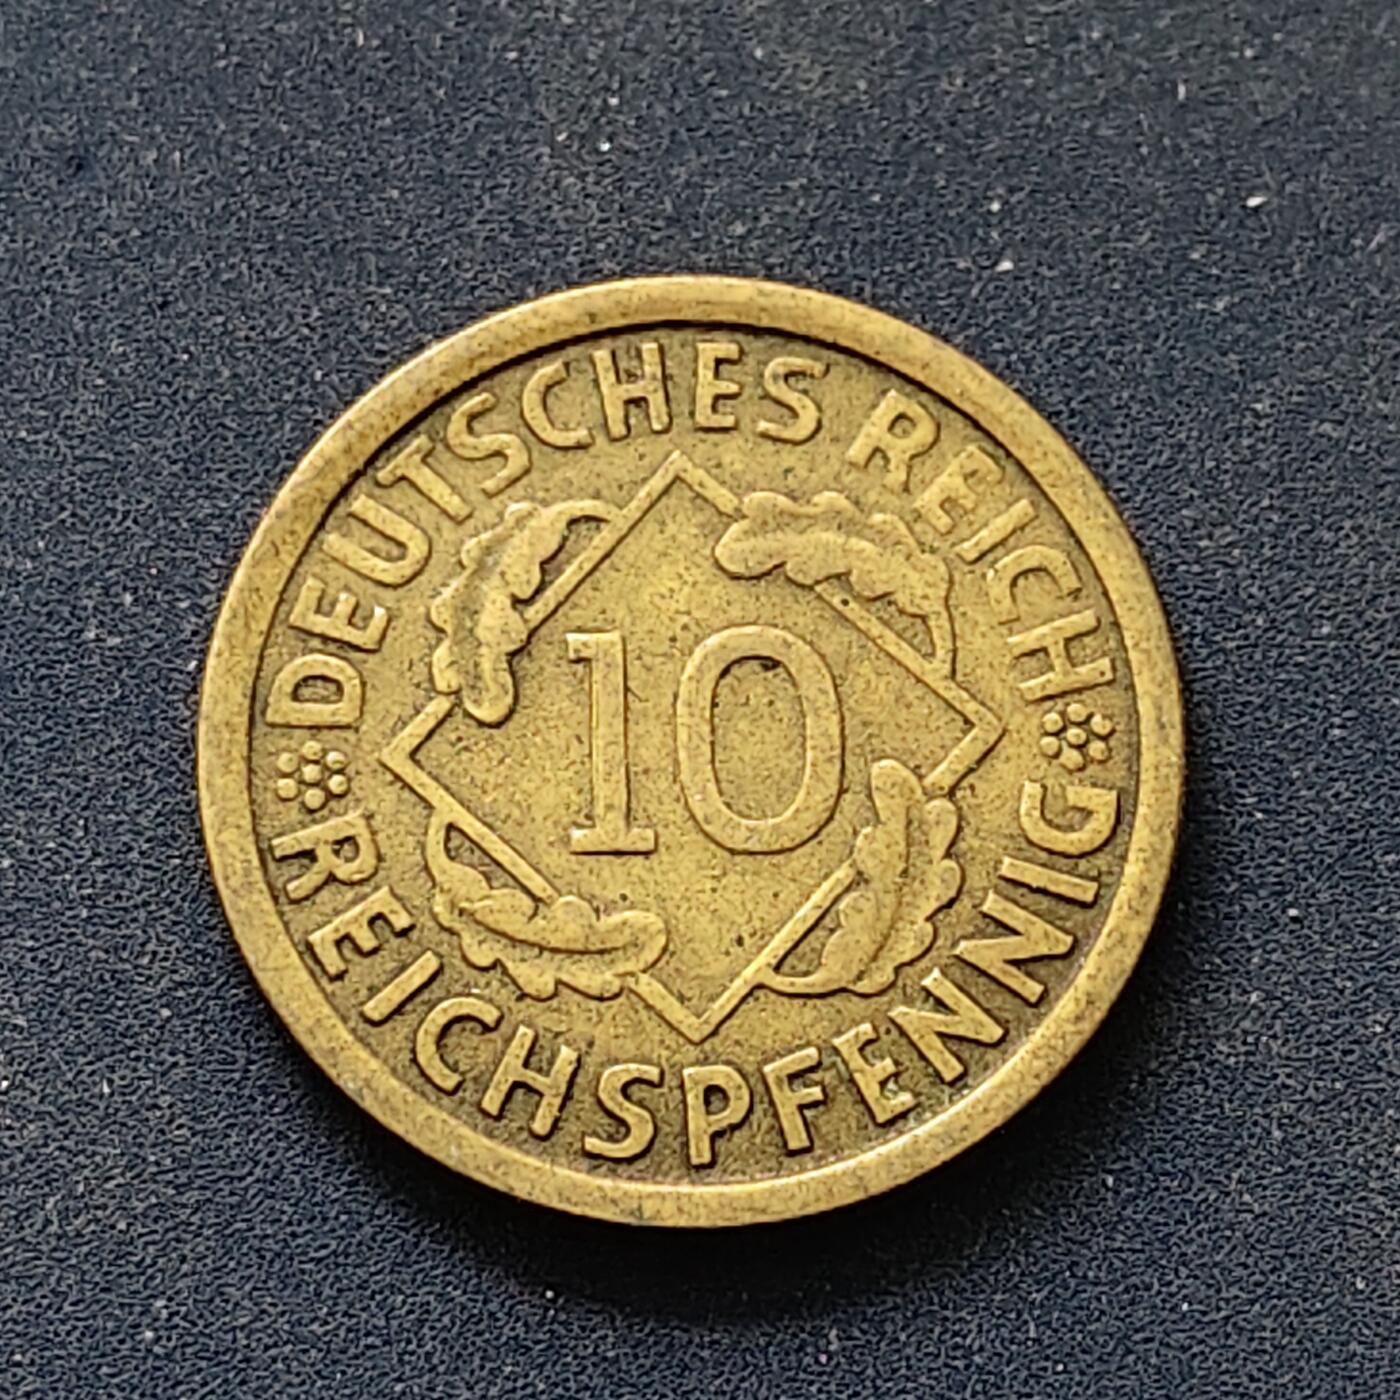 DEUTSCHES REICH
10
REICHSPFENNIG